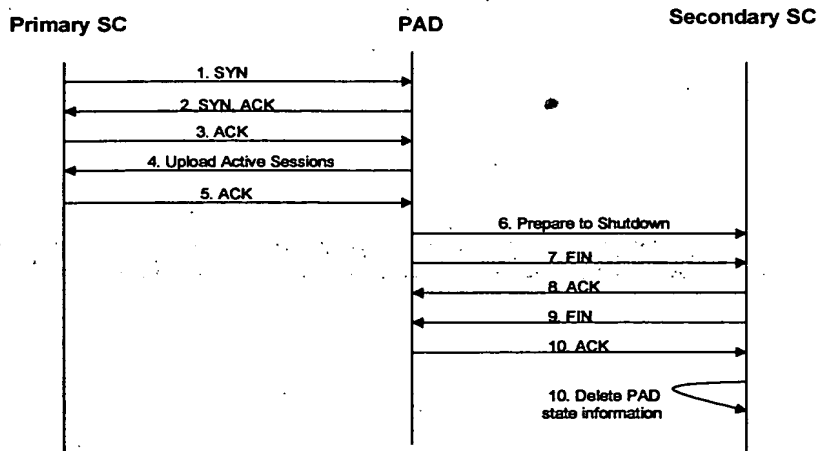 Primary SC
PAD
Secondary SC
1. SYN
2. SYN, ACK
3. ACK
4. Upload Active Sessions
5. ACK
6. Prepare to Shutdown
7. FIN
8. ACK
9. FIN
10. ACK
10. Delete PAD
state information